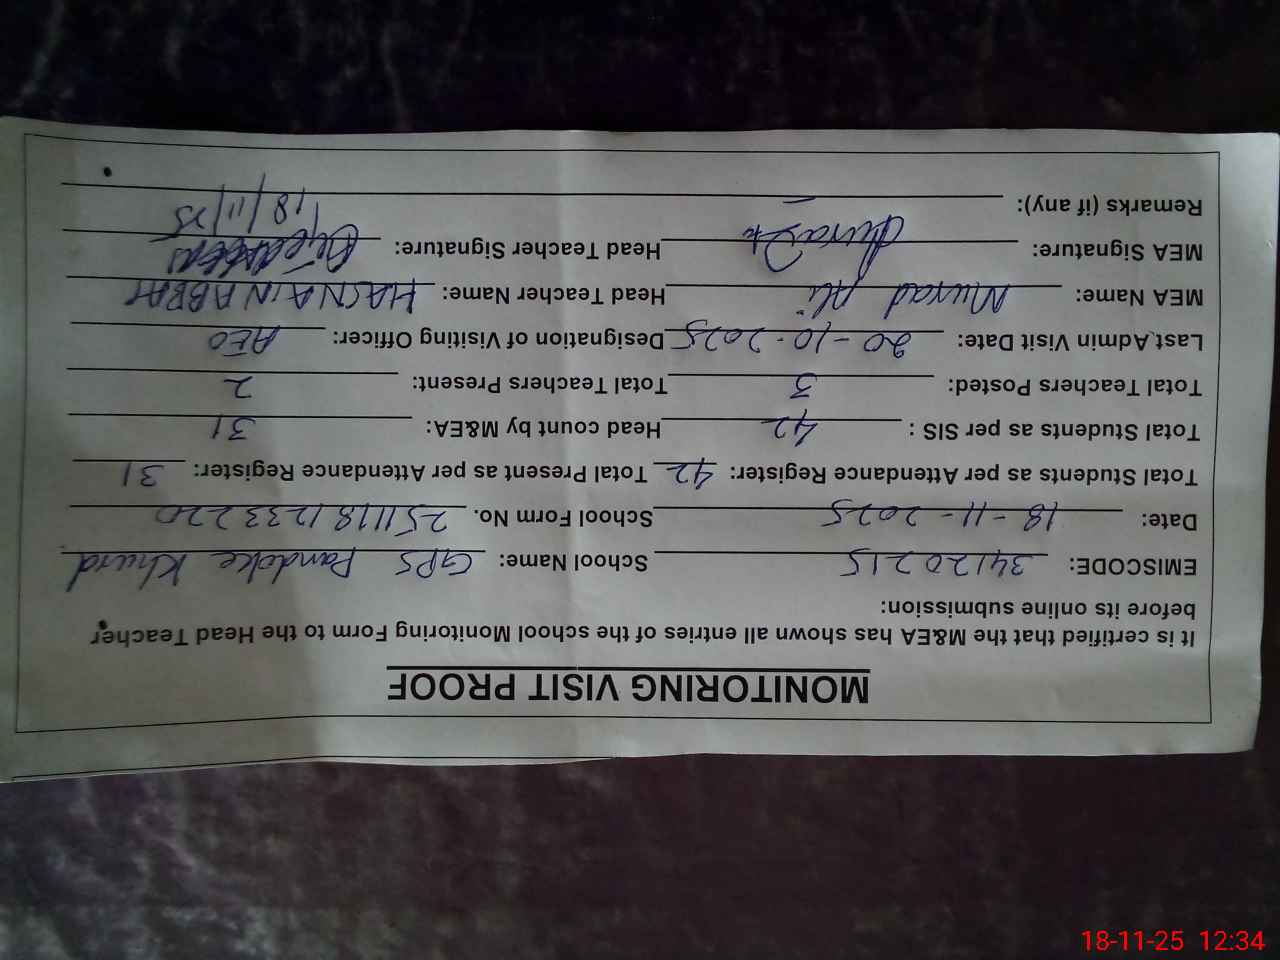 MONITORING VISIT PROOF
It is certified that the M&EA has shown all entries of the school Monitoring Form to the Head Teacher
before its online submission:
EMISCODE: 34120215 School Name: GPS Pandoke Khurd
Date: 18-11-2025 School Form No. 2511181233220
Total Students as per Attendance Register: 42 Total Present as per Attendance Register: 31
Total Students as per SIS : 42 Head count by M&EA: 31
Total Teachers Posted: 3 Total Teachers Present: 2
Last Admin Visit Date: 20-10-2025 Designation of Visiting Officer: AEO
MEA Name: Murad Ali Head Teacher Name: HASNAIN ABBAS
MEA Signature: Head Teacher Signature:
18/11/25
Remarks (if any): –
18-11-25 12:34